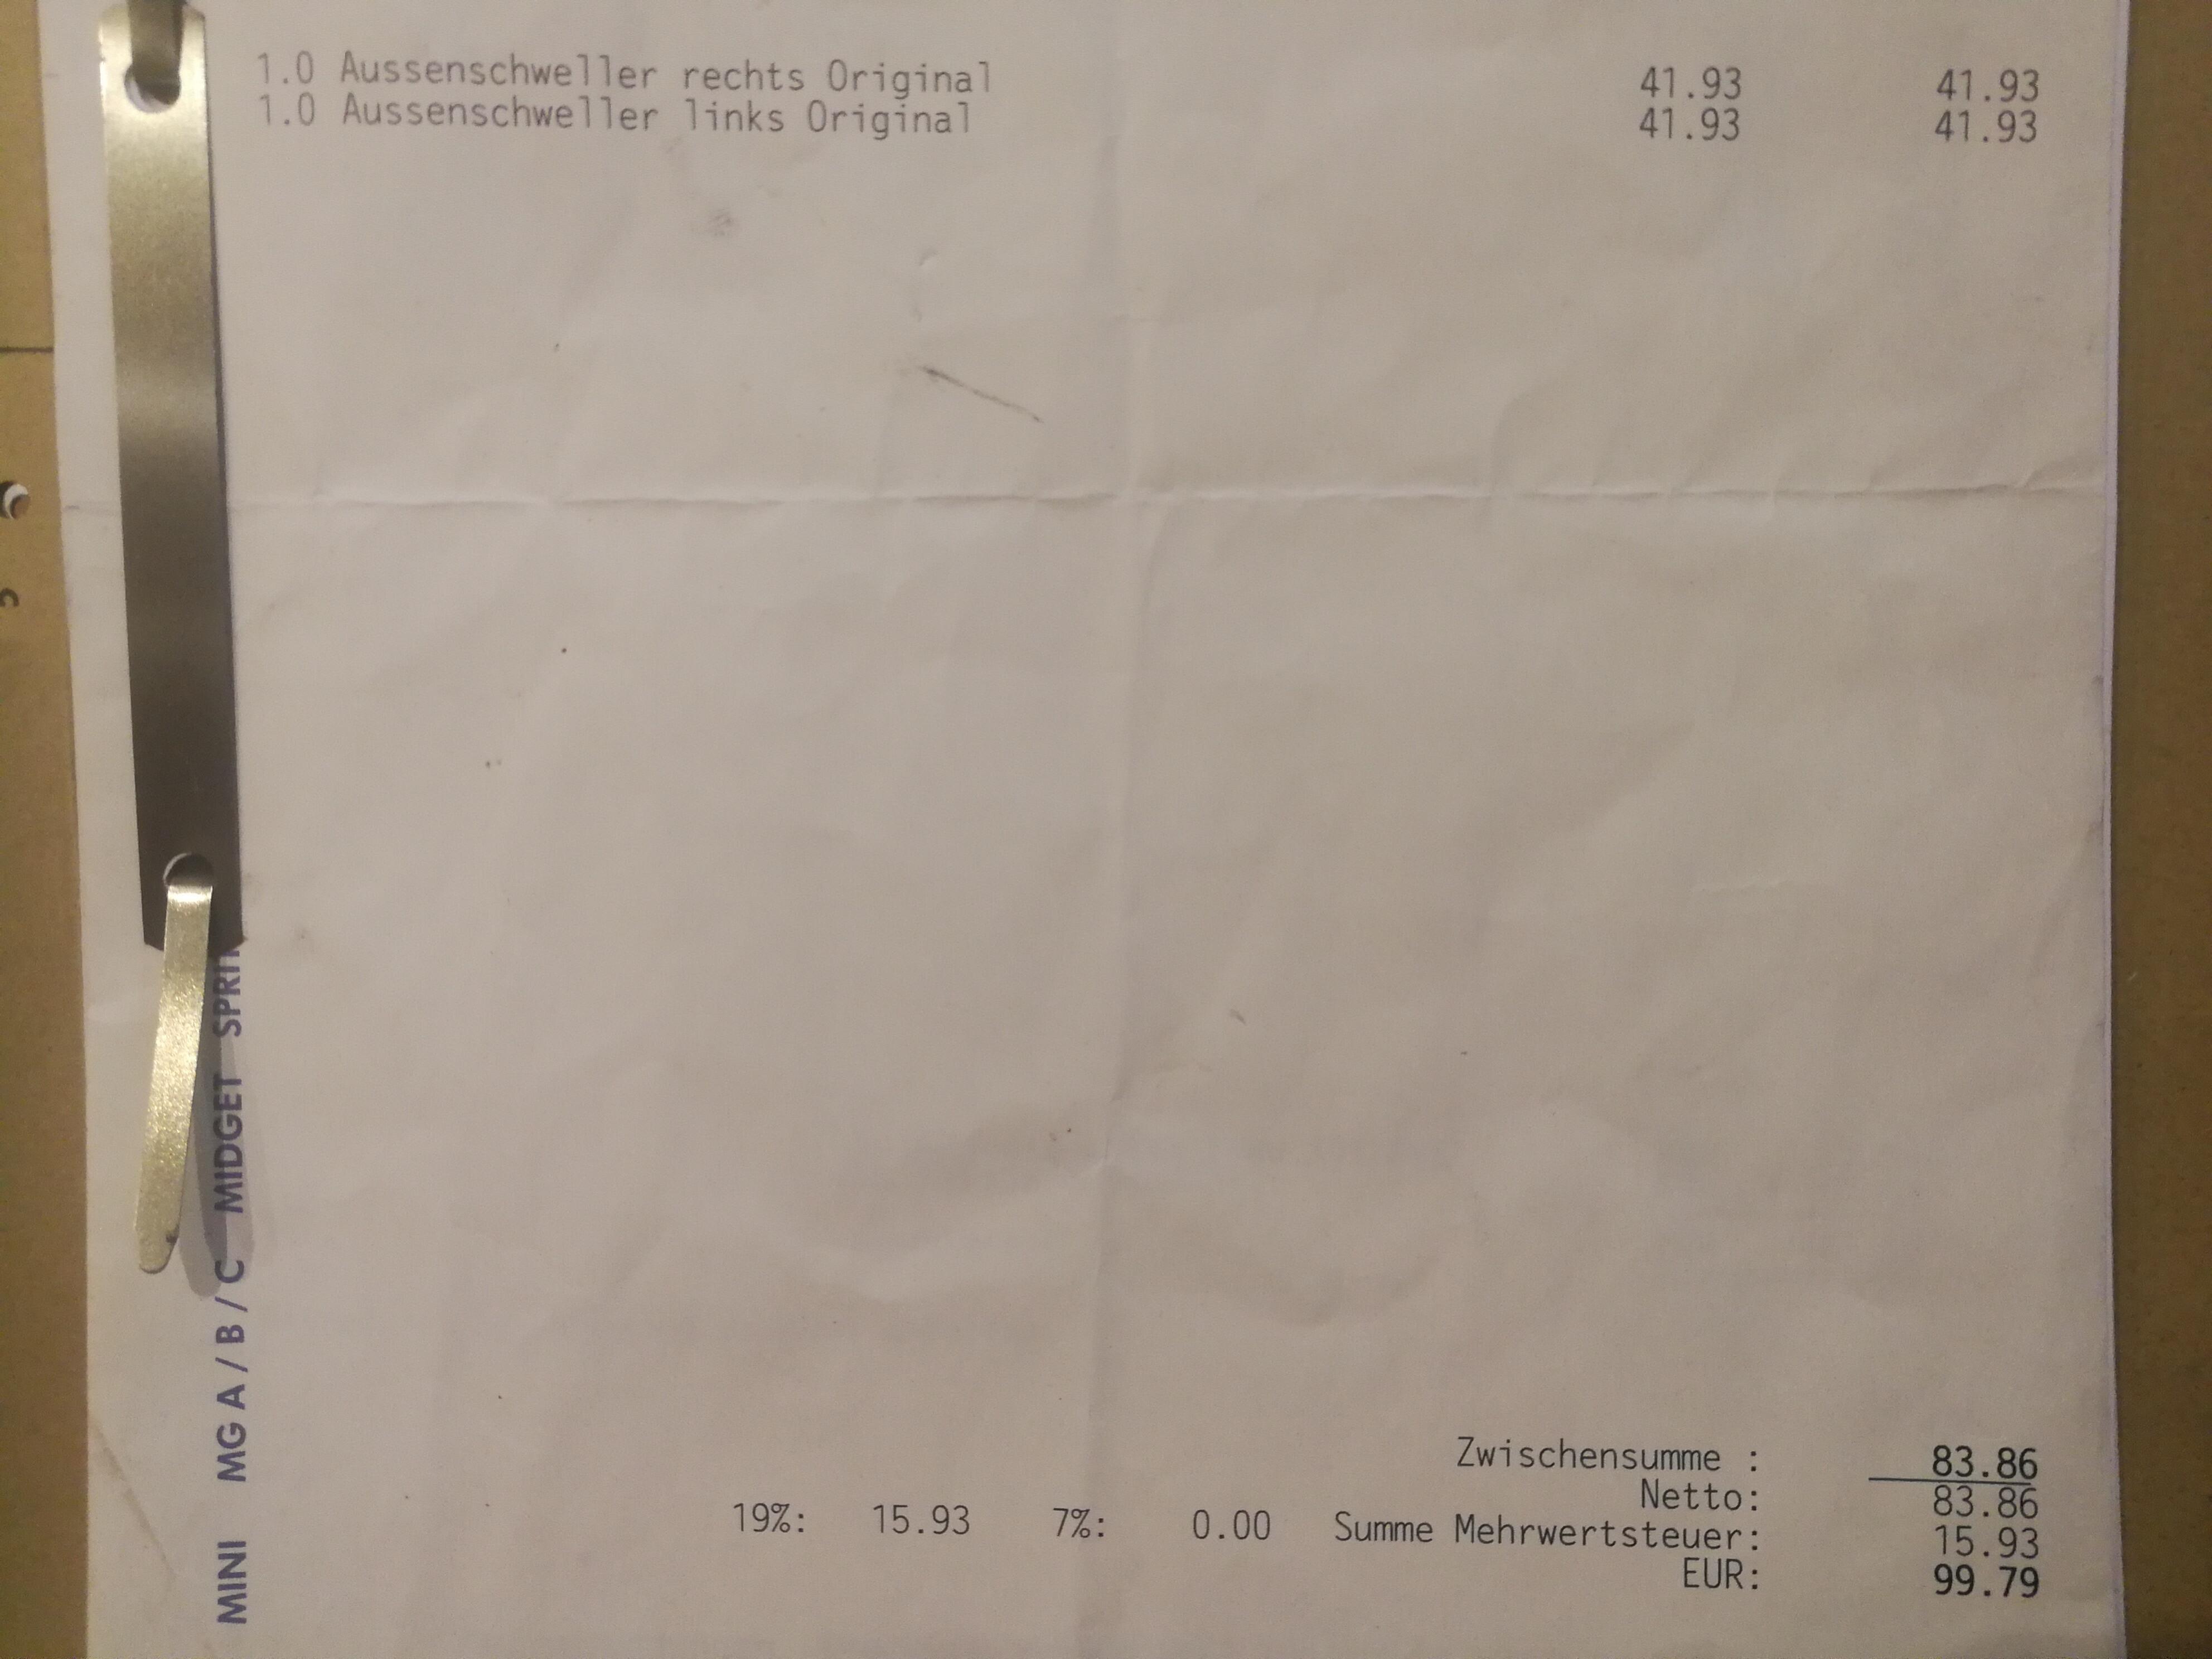 1.0 Aussenschweller rechts Original 41.93 41.93
1.0 Aussenschweller links Original 41.93 41.93
Zwischensumme : 83.86
Netto: 83.86
19%: 15.93 7%: 0.00 Summe Mehrwertsteuer: 15.93
EUR: 99.79
MINI MG A / B / C MIDGET